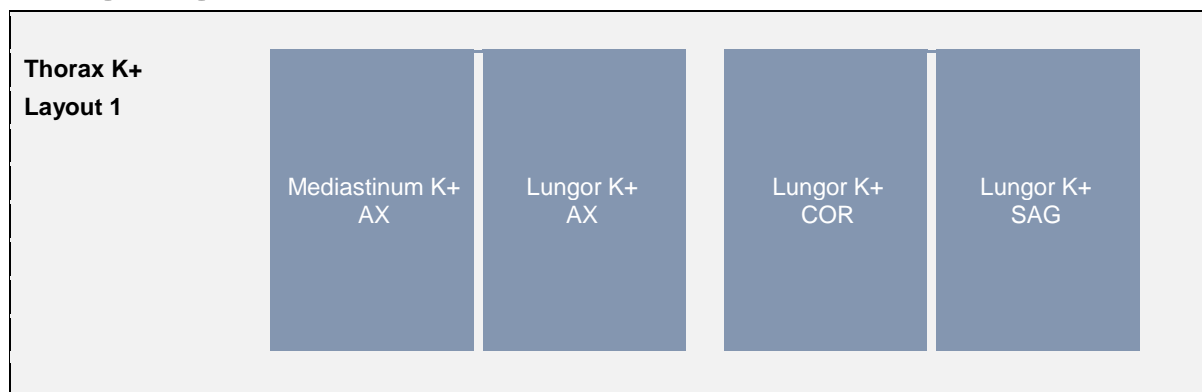 Thorax K+
Layout 1
Mediastinum K+
AX
Lungor K+
AX
Lungor K+
COR
Lungor K+
SAG